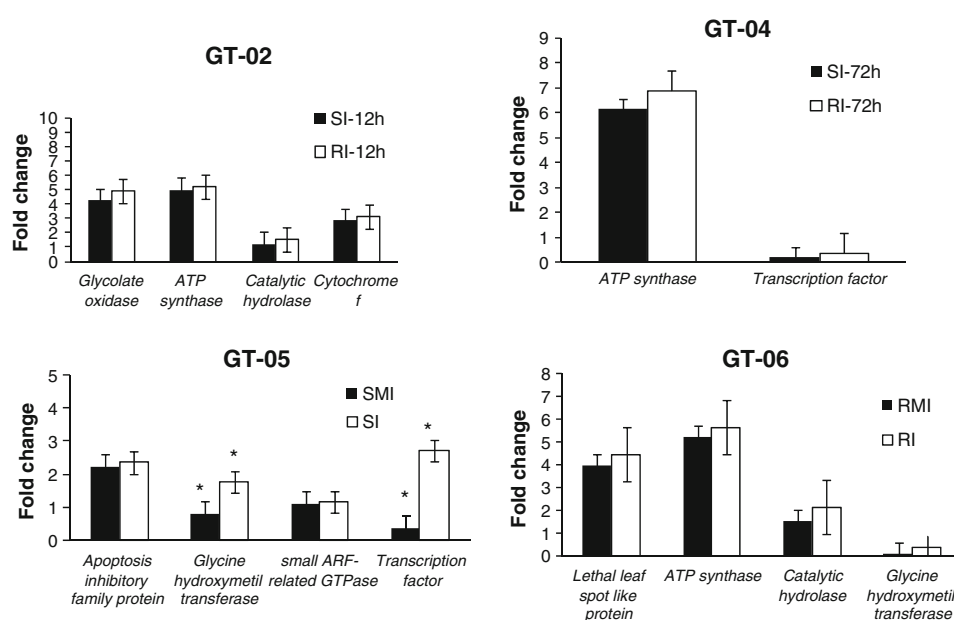 GT-02
Fold change
10
9
8
7
6
5
4
3
2
1
0
SI-12h
RI-12h
Glycolate
oxidase
ATP
synthase
Catalytic
hydrolase
Cytochrome
f
GT-04
Fold change
9
8
7
6
5
4
3
2
1
0
SI-72h
RI-72h
ATP synthase
Transcription factor
GT-05
Fold change
5
4
3
2
1
0
SMI
SI
*
*
*
*
Apoptosis
inhibitory
family protein
Glycine
hydroxymetil
transferase
small ARF-
related GTPase
Transcription
factor
GT-06
Fold change
8
7
6
5
4
3
2
1
0
RMI
RI
Lethal leaf
spot like
protein
ATP synthase
Catalytic
hydrolase
Glycine
hydroxymetil
transferase